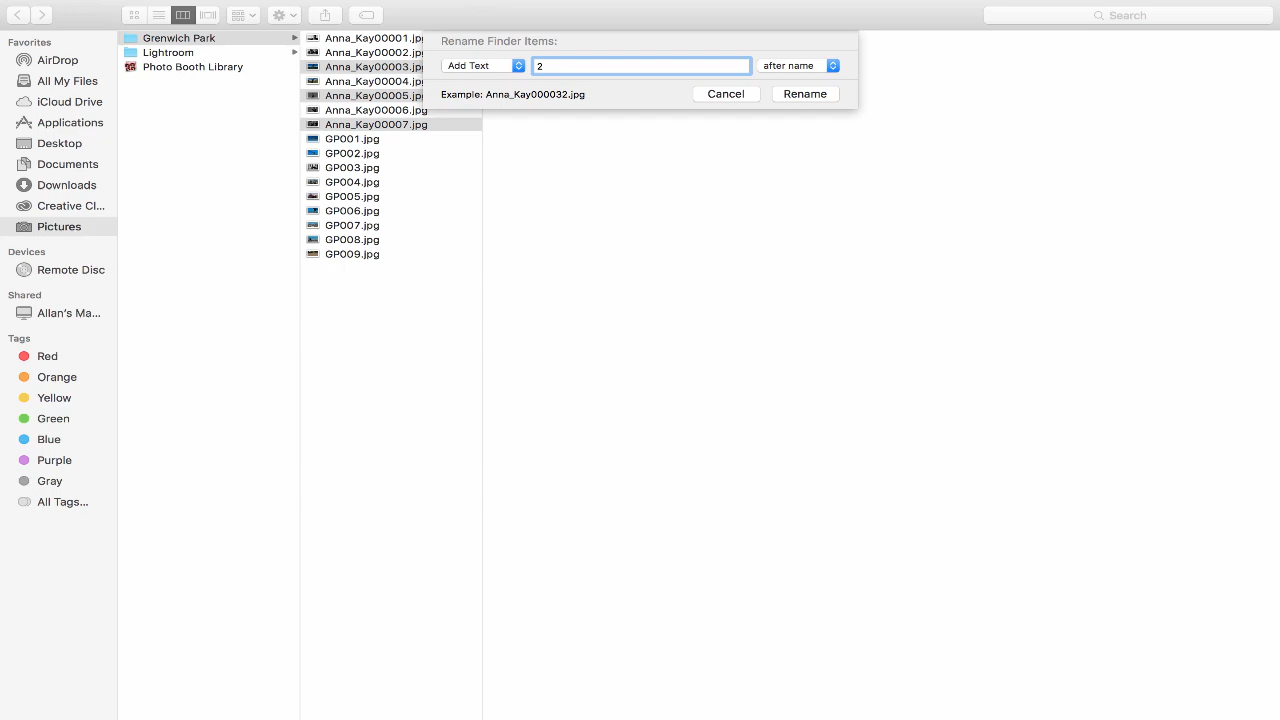 Search
Favorites
AirDrop
All My Files
iCloud Drive
Applications
Desktop
Documents
Downloads
Creative Cl...
Pictures
Devices
Remote Disc
Shared
Allan's Ma...
Tags
Red
Orange
Yellow
Green
Blue
Purple
Gray
All Tags...
Grenwich Park
Lightroom
Photo Booth Library
Anna_Kay00001.jpg
Anna_Kay00002.jpg
Anna_Kay00003.jpg
Anna_Kay00004.jpg
Anna_Kay00005.jpg
Anna_Kay00006.jpg
Anna_Kay00007.jpg
GP001.jpg
GP002.jpg
GP003.jpg
GP004.jpg
GP005.jpg
GP006.jpg
GP007.jpg
GP008.jpg
GP009.jpg
Rename Finder Items:
Add Text 2 after name
Example: Anna_Kay000032.jpg Cancel Rename